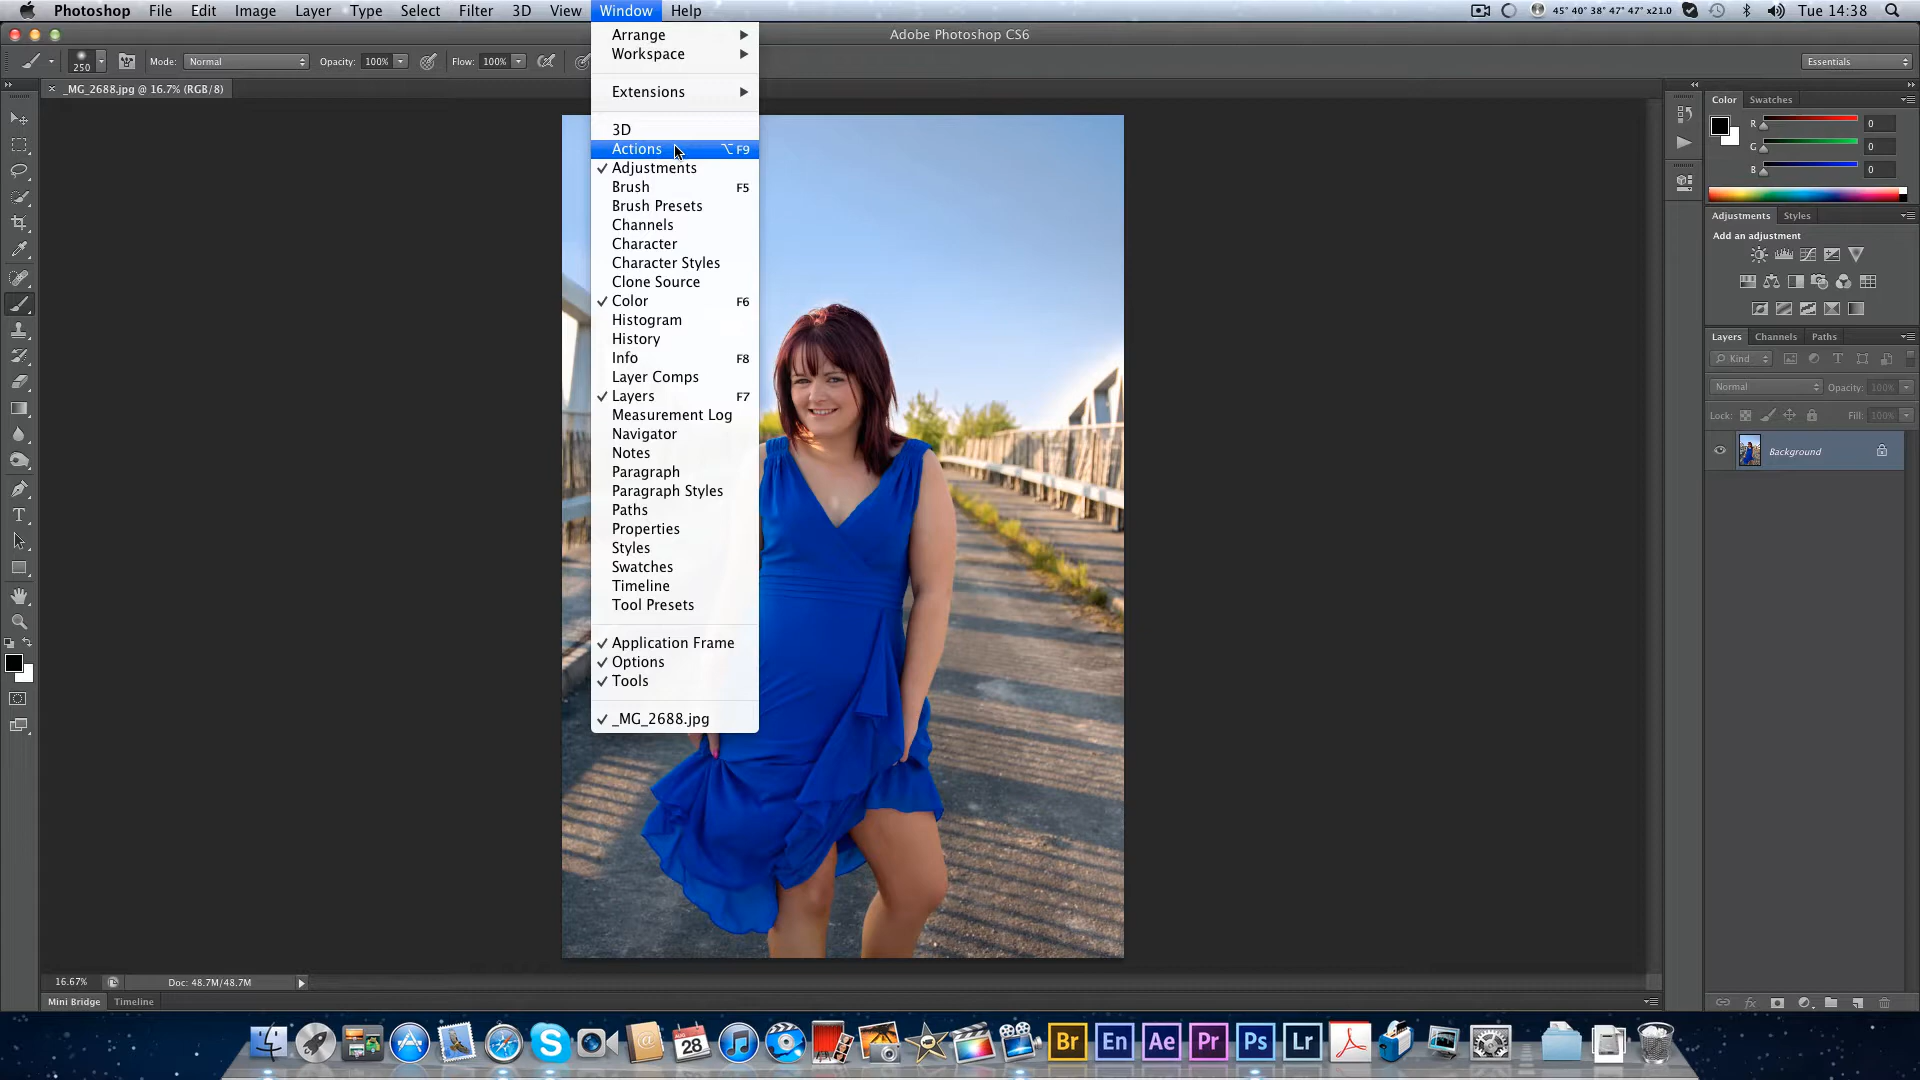 Photoshop File Edit Image Layer Type Select Filter 3D View Window Help
45° 40° 38° 47° 47° x21.0 Tue 14:38
Adobe Photoshop CS6
250 Mode: Normal Opacity: 100% Flow: 100% Essentials
_MG_2688.jpg @ 16.7% (RGB/8)
Arrange
Workspace
Extensions
3D
Actions ⌥F9
Adjustments
Brush F5
Brush Presets
Channels
Character
Character Styles
Clone Source
Color F6
Histogram
History
Info F8
Layer Comps
Layers F7
Measurement Log
Navigator
Notes
Paragraph
Paragraph Styles
Paths
Properties
Styles
Swatches
Timeline
Tool Presets
Application Frame
Options
Tools
_MG_2688.jpg
Color Swatches
R 0
G 0
B 0
Adjustments Styles
Add an adjustment
Layers Channels Paths
Kind
Normal Opacity: 100%
Lock: Fill: 100%
Background
16.67% Doc: 48.7M/48.7M
Mini Bridge Timeline
AUG
28
Br En Ae Pr Ps Lr